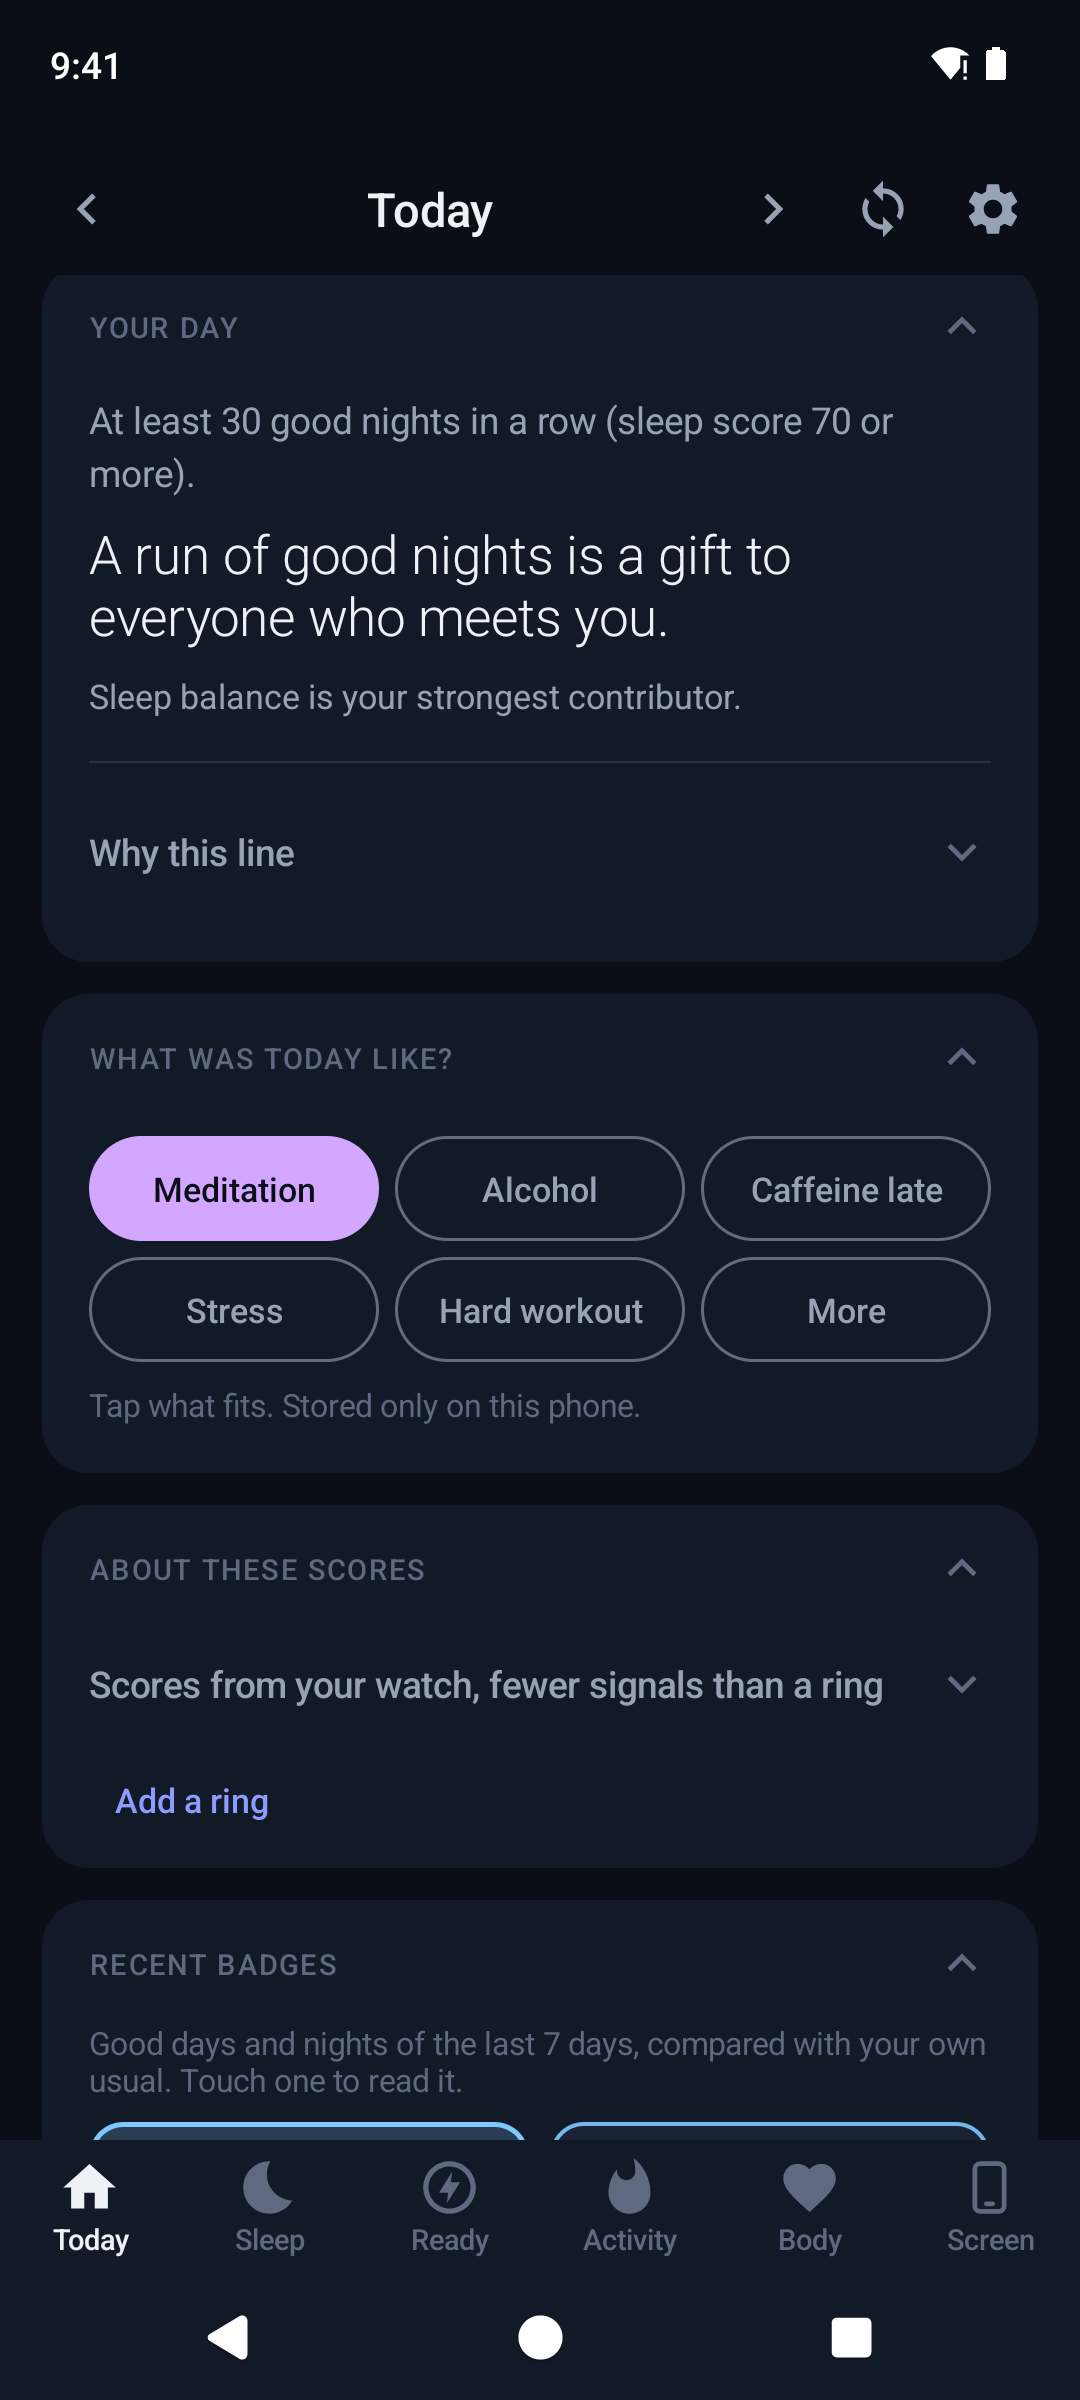 9:41
Today
YOUR DAY
At least 30 good nights in a row (sleep score 70 or
more).
A run of good nights is a gift to
everyone who meets you.
Sleep balance is your strongest contributor.
Why this line
WHAT WAS TODAY LIKE?
Meditation
Alcohol
Caffeine late
Stress
Hard workout
More
Tap what fits. Stored only on this phone.
ABOUT THESE SCORES
Scores from your watch, fewer signals than a ring
Add a ring
RECENT BADGES
Good days and nights of the last 7 days, compared with your own
usual. Touch one to read it.
Today
Sleep
Ready
Activity
Body
Screen